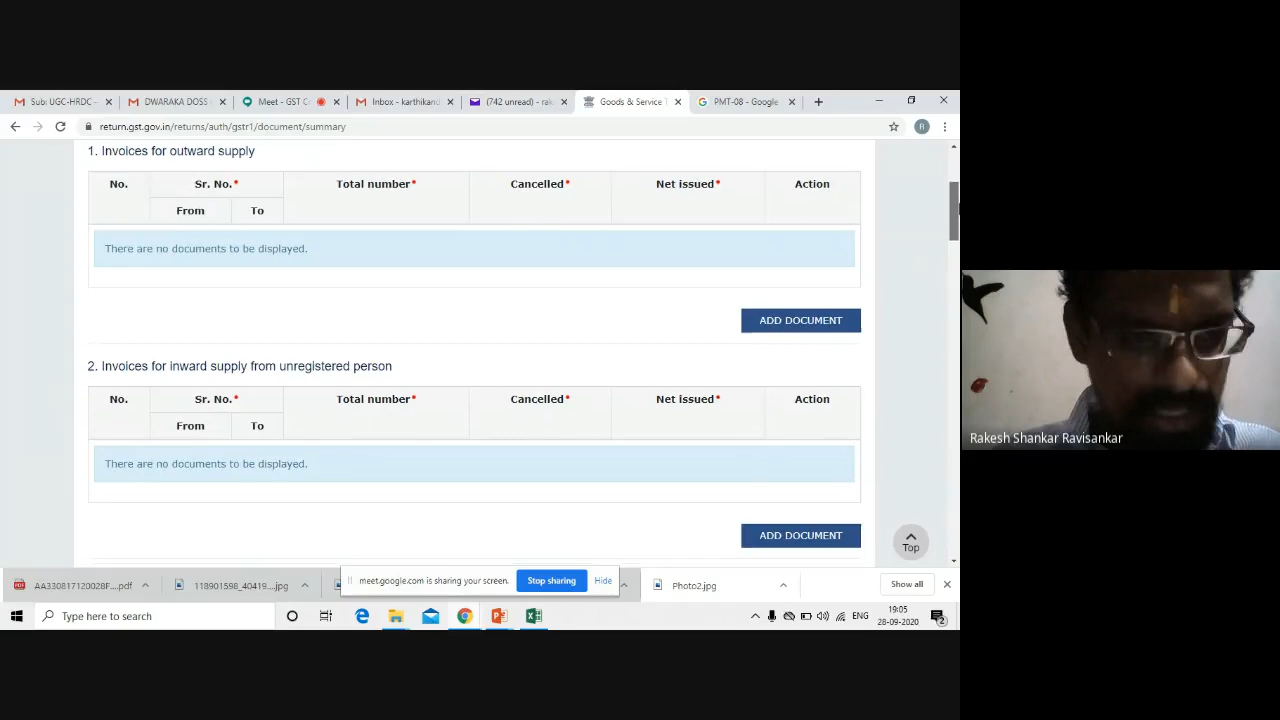 Sub: UGC-HRDC –
DWARAKA DOSS
Meet - GST C
Inbox - karthikand
(742 unread) - rak
Goods & Service T
PMT-08 - Google
return.gst.gov.in/returns/auth/gstr1/document/summary
R
1. Invoices for outward supply
No. Sr. No.* Total number* Cancelled* Net issued* Action
From To
There are no documents to be displayed.
ADD DOCUMENT
2. Invoices for inward supply from unregistered person
No. Sr. No.* Total number* Cancelled* Net issued* Action
From To
There are no documents to be displayed.
ADD DOCUMENT
Top
Rakesh Shankar Ravisankar
AA330817120028F....pdf
118901598_40419....jpg
meet.google.com is sharing your screen.
Stop sharing
Hide
Photo2.jpg
Show all
Type here to search
ENG
19:05
28-09-2020
2